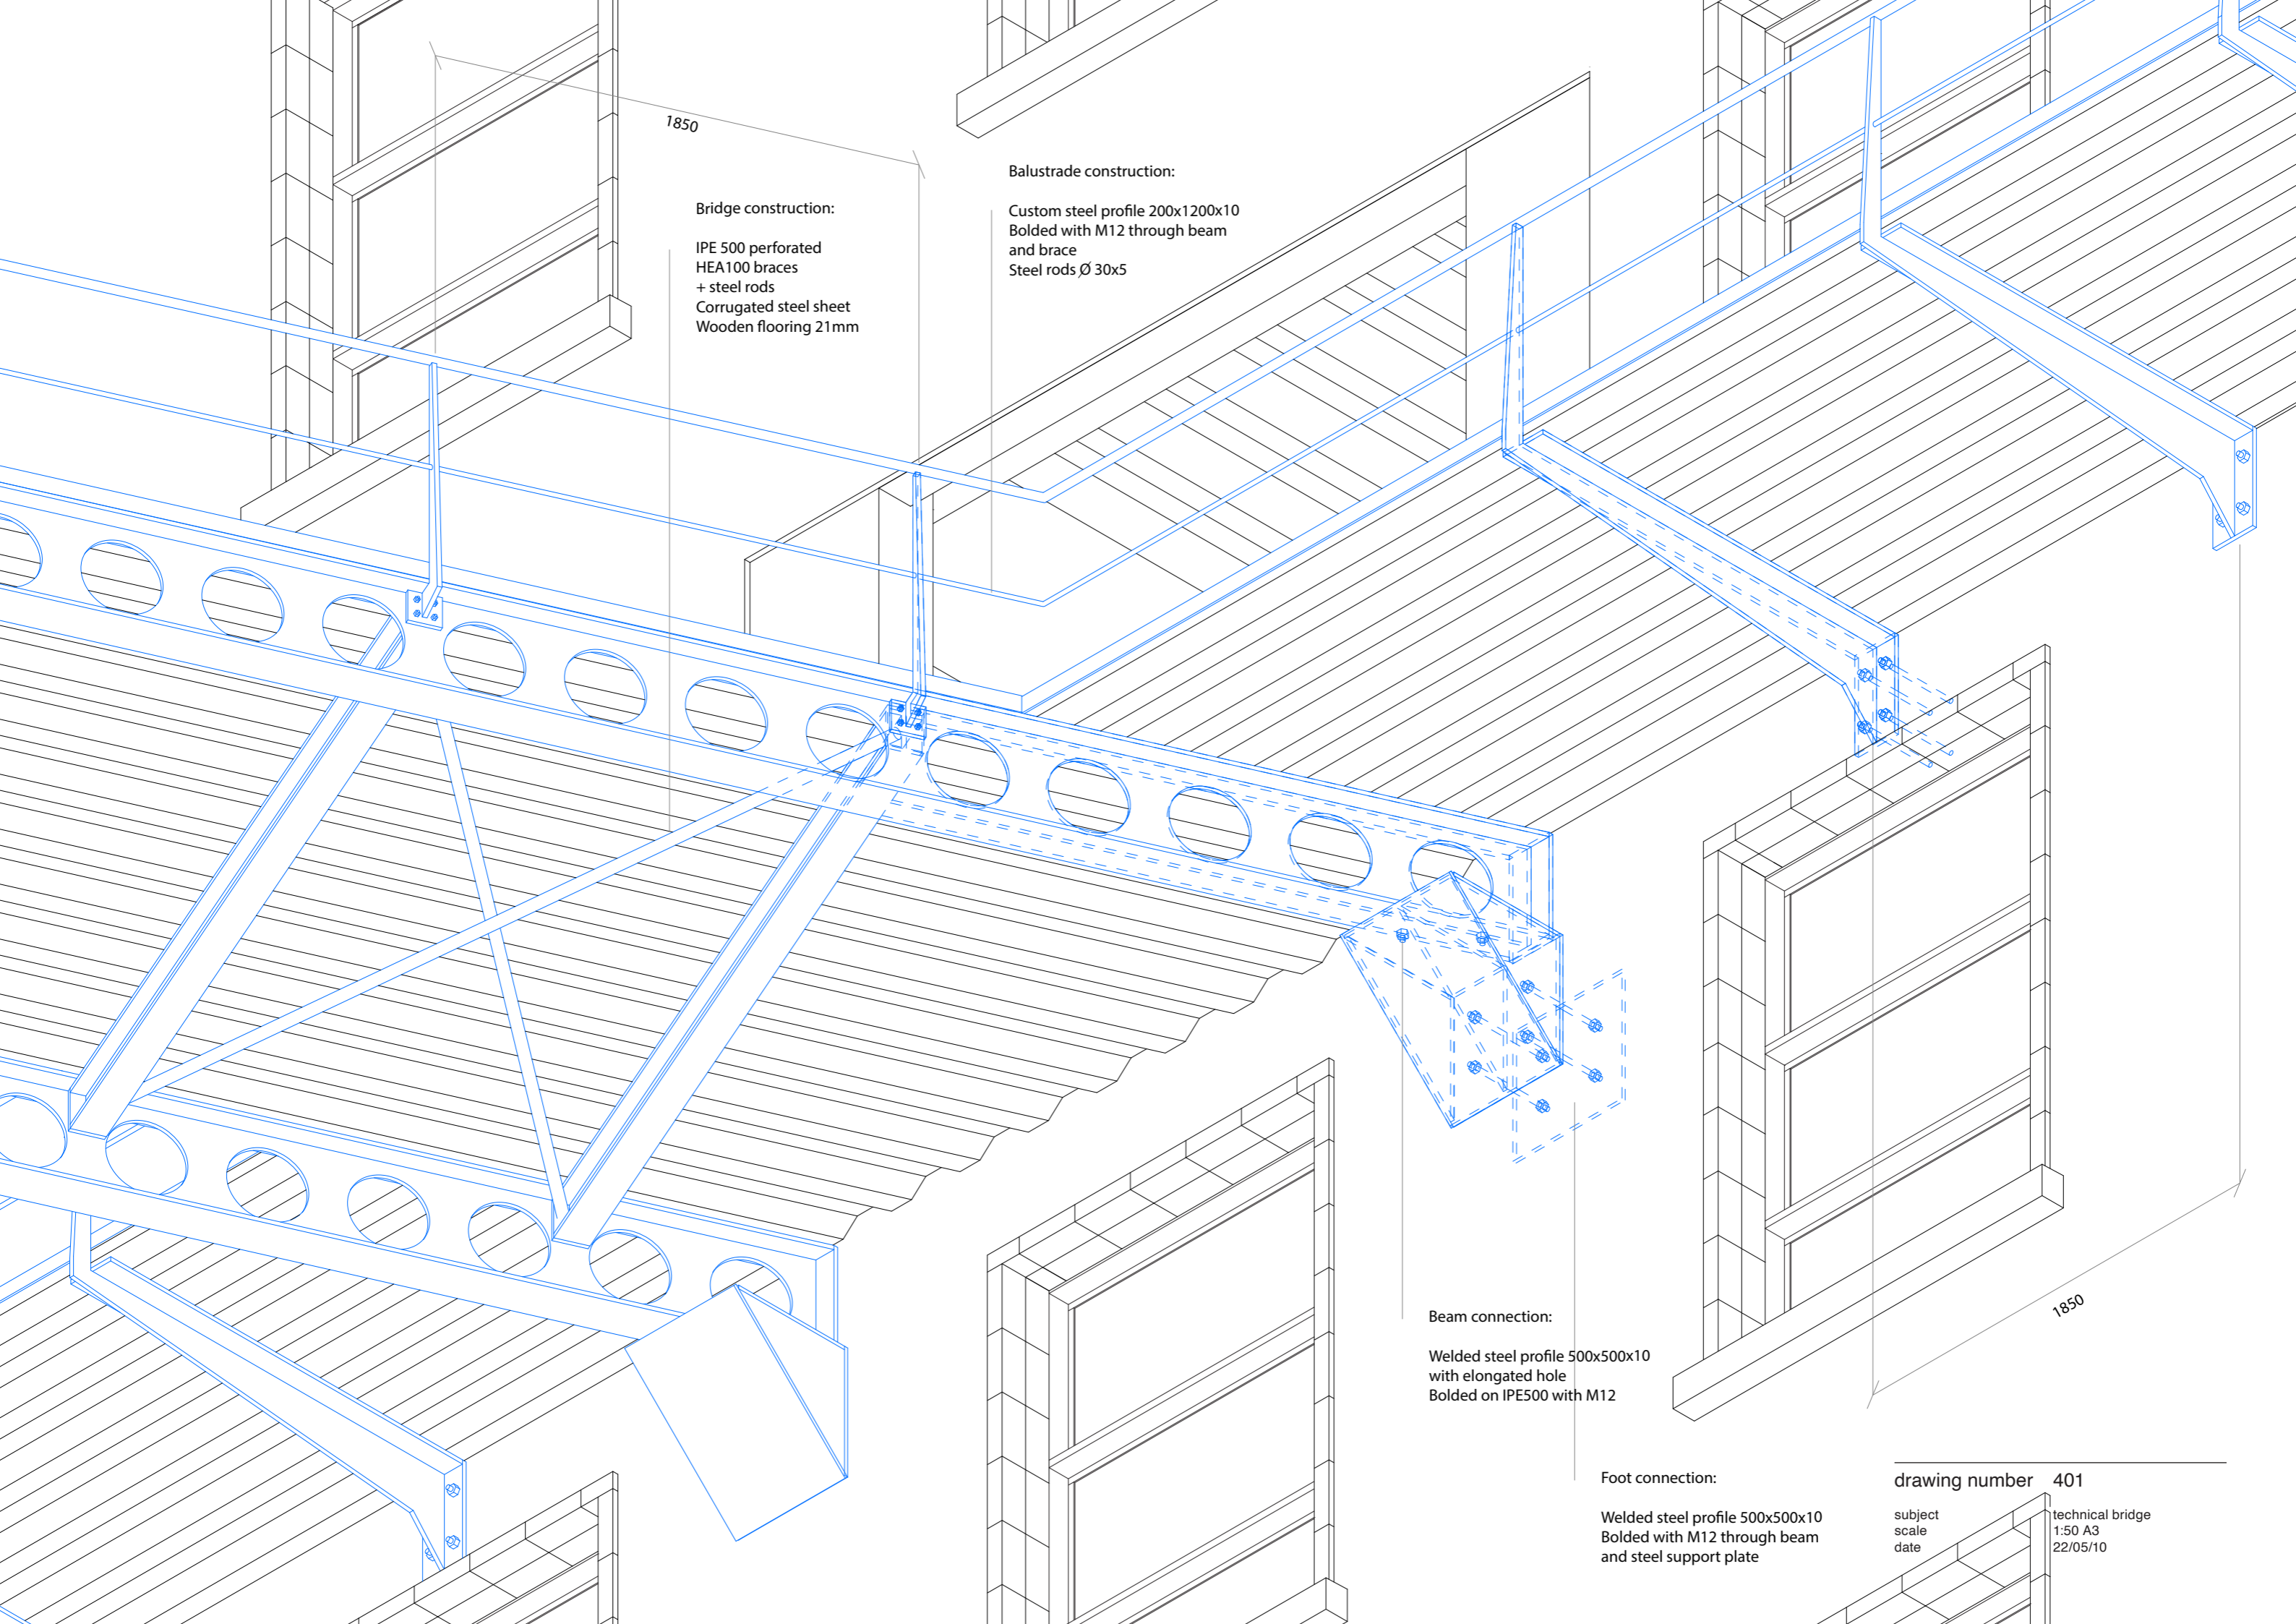 1850
Balustrade construction:
Custom steel profile 200x1200x10
Bolded with M12 through beam
and brace
Steel rods Ø 30x5
Bridge construction:
IPE 500 perforated
HEA100 braces
+ steel rods
Corrugated steel sheet
Wooden flooring 21mm
1850
Beam connection:
Welded steel profile 500x500x10
with elongated hole
Bolded on IPE500 with M12
Foot connection:
Welded steel profile 500x500x10
Bolded with M12 through beam
and steel support plate
drawing number 401
subject technical bridge
scale 1:50 A3
date 22/05/10